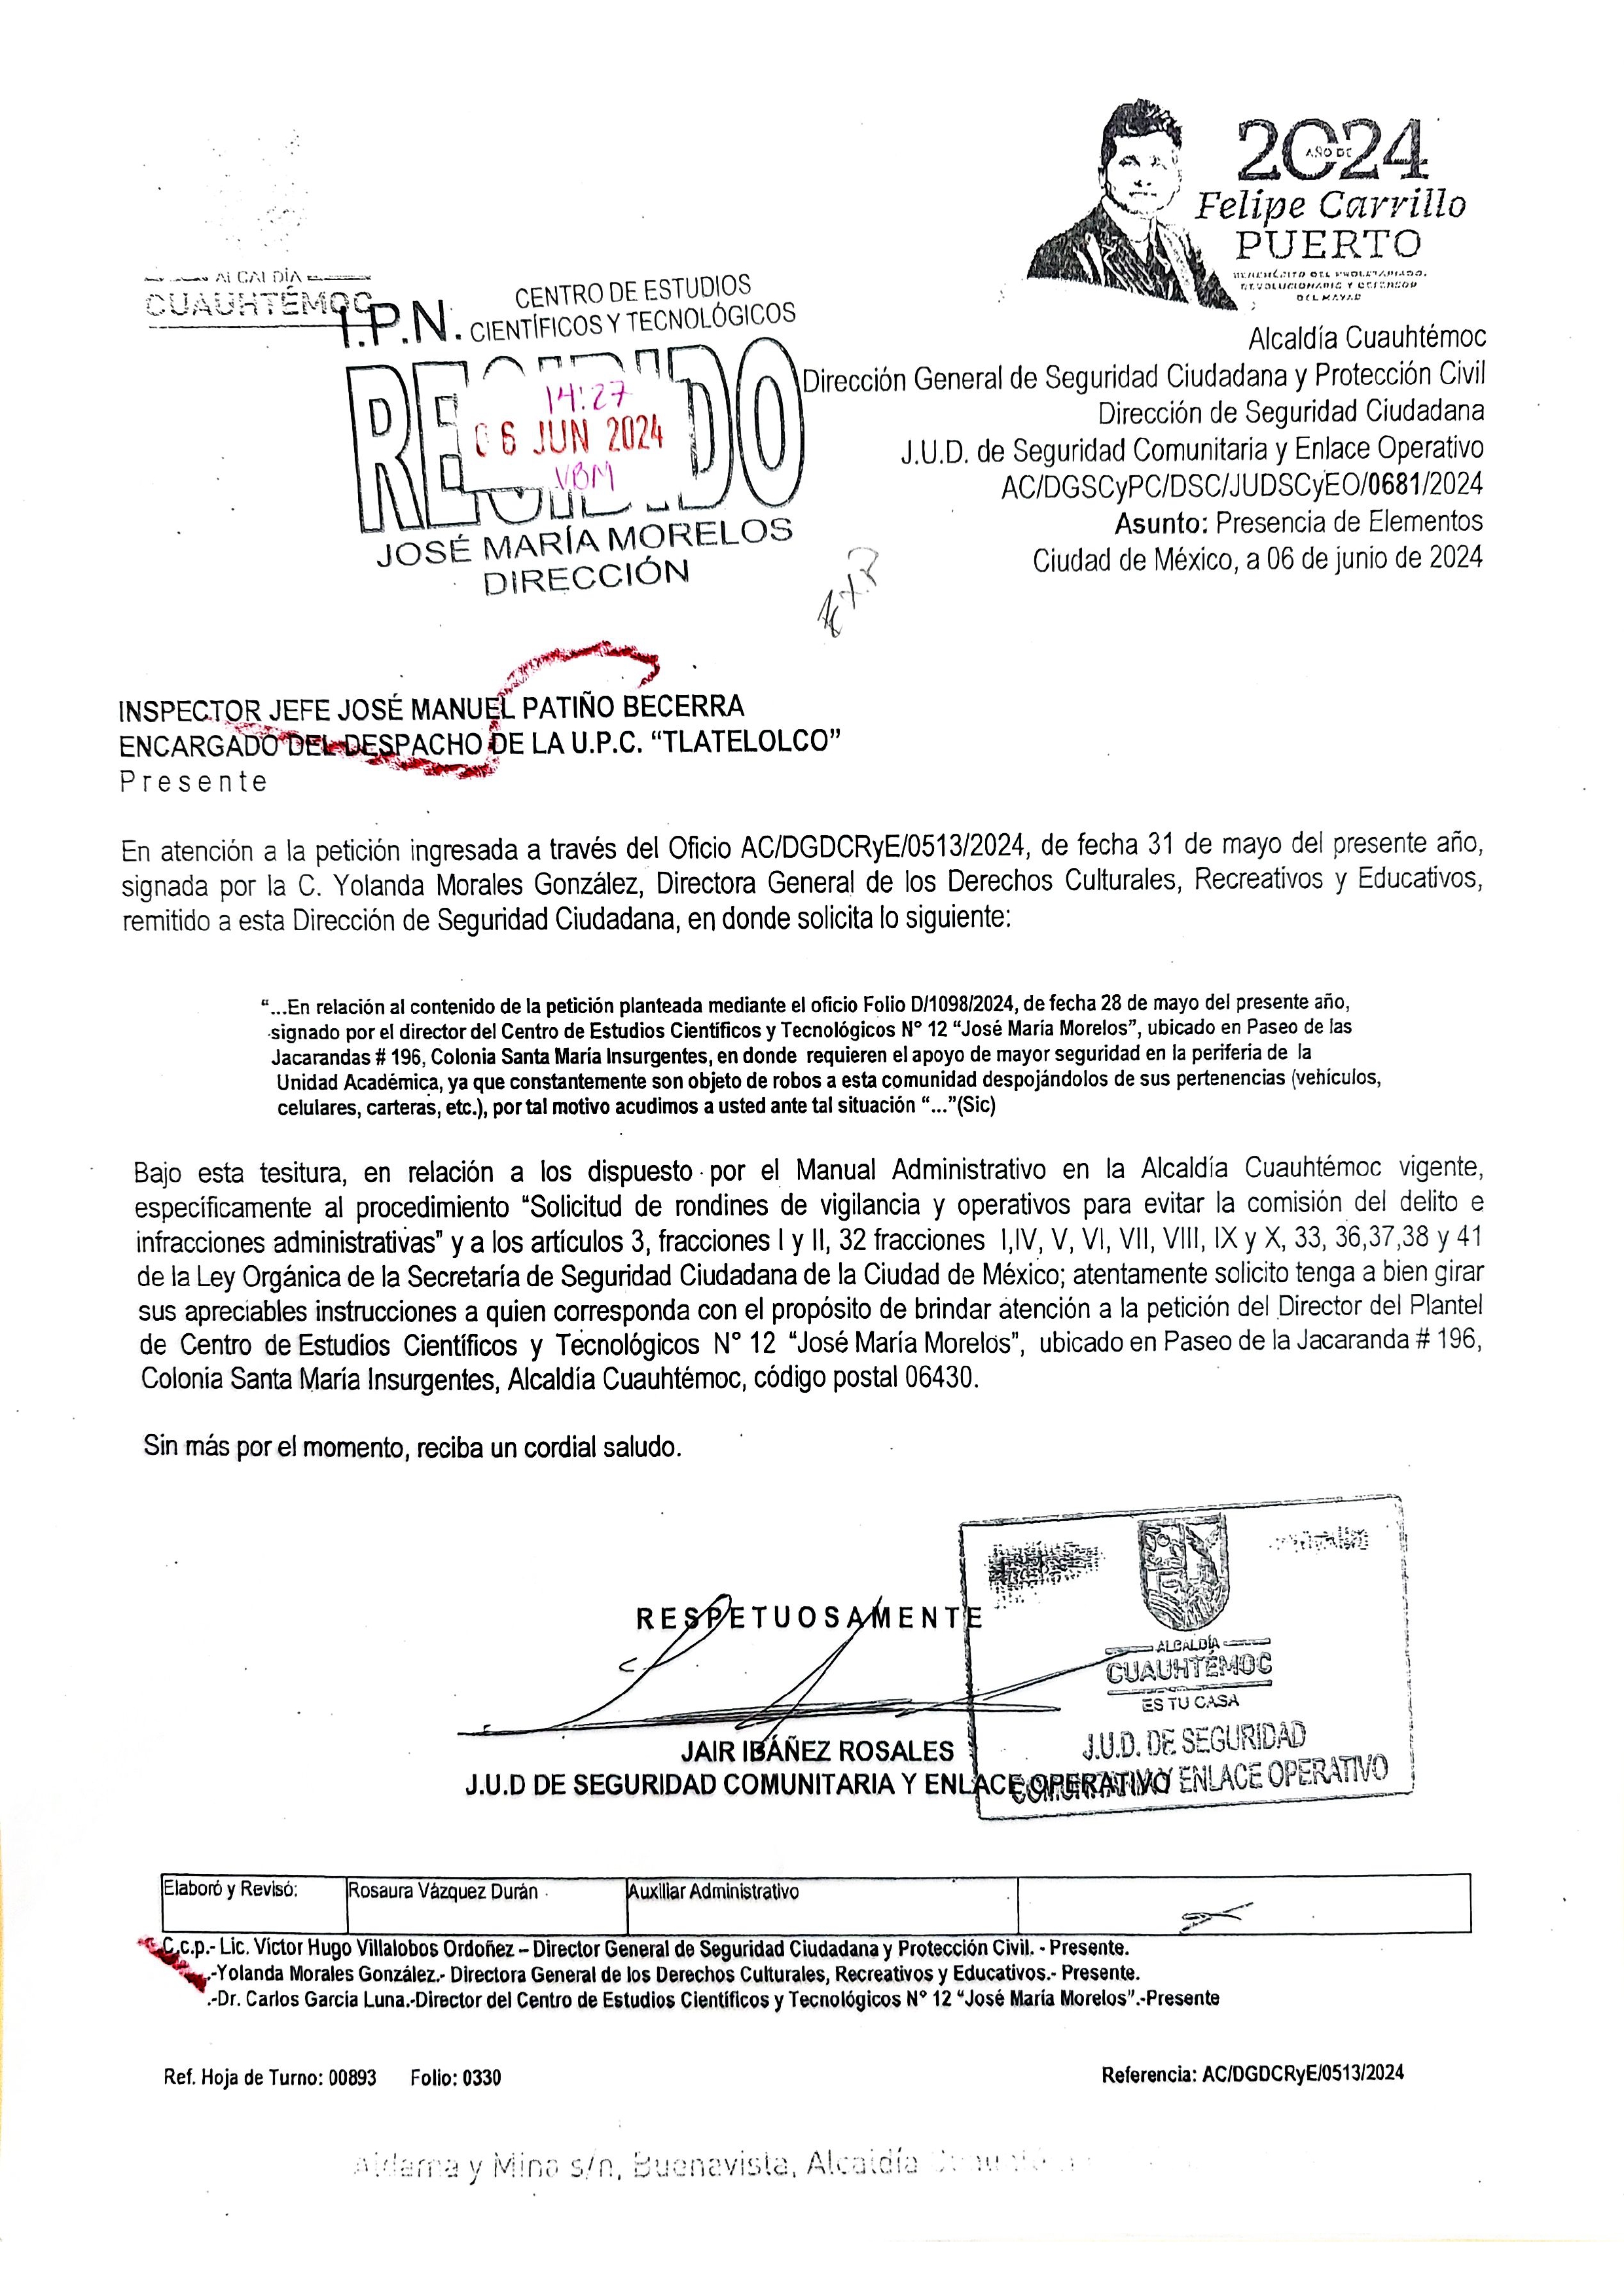 2024
AÑO DE
Felipe Carrillo
PUERTO
BENEMÉRITO DEL PROLETARIADO,
REVOLUCIONARIO Y DEFENSOR
DEL MAYAB
ALCALDÍA
CUAUHTÉMOC
I.P.N. CENTRO DE ESTUDIOS
CIENTÍFICOS Y TECNOLÓGICOS
RECIBIDO
14:27
06 JUN 2024
VBM
JOSÉ MARÍA MORELOS
DIRECCIÓN
Alcaldía Cuauhtémoc
Dirección General de Seguridad Ciudadana y Protección Civil
Dirección de Seguridad Ciudadana
J.U.D. de Seguridad Comunitaria y Enlace Operativo
AC/DGSCyPC/DSC/JUDSCyEO/0681/2024
Asunto: Presencia de Elementos
Ciudad de México, a 06 de junio de 2024
INSPECTOR JEFE JOSÉ MANUEL PATIÑO BECERRA
ENCARGADO DEL DESPACHO DE LA U.P.C. “TLATELOLCO”
Presente
En atención a la petición ingresada a través del Oficio AC/DGDCRyE/0513/2024, de fecha 31 de mayo del presente año,
signada por la C. Yolanda Morales González, Directora General de los Derechos Culturales, Recreativos y Educativos,
remitido a esta Dirección de Seguridad Ciudadana, en donde solicita lo siguiente:
“...En relación al contenido de la petición planteada mediante el oficio Folio D/1098/2024, de fecha 28 de mayo del presente año,
signado por el director del Centro de Estudios Científicos y Tecnológicos N° 12 “José María Morelos”, ubicado en Paseo de las
Jacarandas # 196, Colonia Santa María Insurgentes, en donde requieren el apoyo de mayor seguridad en la periferia de la
Unidad Académica, ya que constantemente son objeto de robos a esta comunidad despojándolos de sus pertenencias (vehículos,
celulares, carteras, etc.), por tal motivo acudimos a usted ante tal situación “...”(Sic)
Bajo esta tesitura, en relación a los dispuesto por el Manual Administrativo en la Alcaldía Cuauhtémoc vigente,
específicamente al procedimiento “Solicitud de rondines de vigilancia y operativos para evitar la comisión del delito e
infracciones administrativas” y a los artículos 3, fracciones I y II, 32 fracciones I,IV, V, VI, VII, VIII, IX y X, 33, 36,37,38 y 41
de la Ley Orgánica de la Secretaría de Seguridad Ciudadana de la Ciudad de México; atentamente solicito tenga a bien girar
sus apreciables instrucciones a quien corresponda con el propósito de brindar atención a la petición del Director del Plantel
de Centro de Estudios Científicos y Tecnológicos N° 12 “José María Morelos”, ubicado en Paseo de la Jacaranda # 196,
Colonia Santa María Insurgentes, Alcaldía Cuauhtémoc, código postal 06430.
Sin más por el momento, reciba un cordial saludo.
RESPETUOSAMENTE
JAIR IBÁÑEZ ROSALES
J.U.D DE SEGURIDAD COMUNITARIA Y ENLACE OPERATIVO
ALCALDÍA
CUAUHTÉMOC
ES TU CASA
J.U.D. DE SEGURIDAD
Y ENLACE OPERATIVO
Elaboró y Revisó: Rosaura Vázquez Durán Auxiliar Administrativo
C.c.p.- Lic. Victor Hugo Villalobos Ordoñez – Director General de Seguridad Ciudadana y Protección Civil. - Presente.
.-Yolanda Morales González.- Directora General de los Derechos Culturales, Recreativos y Educativos.- Presente.
.-Dr. Carlos García Luna.-Director del Centro de Estudios Científicos y Tecnológicos N° 12 “José María Morelos”.-Presente
Ref. Hoja de Turno: 00893 Folio: 0330
Referencia: AC/DGDCRyE/0513/2024
Aldama y Mina s/n, Buenavista, Alcaldía